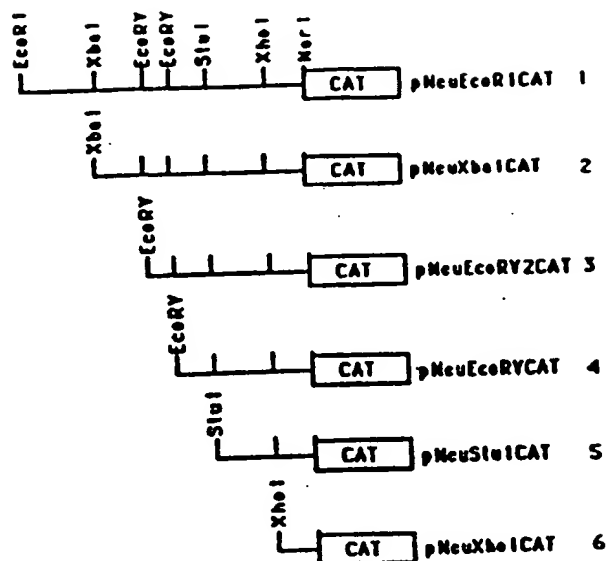 EcoRI XbaI EcoRV EcoRV StuI XhoI NarI
CAT pNeuEcoRICAT 1
XbaI
CAT pNeuXbaICAT 2
EcoRV
CAT pNeuEcoRV2CAT 3
EcoRV
CAT pNeuEcoRVCAT 4
StuI
CAT pNeuStuICAT 5
XhoI
CAT pNeuXhoICAT 6